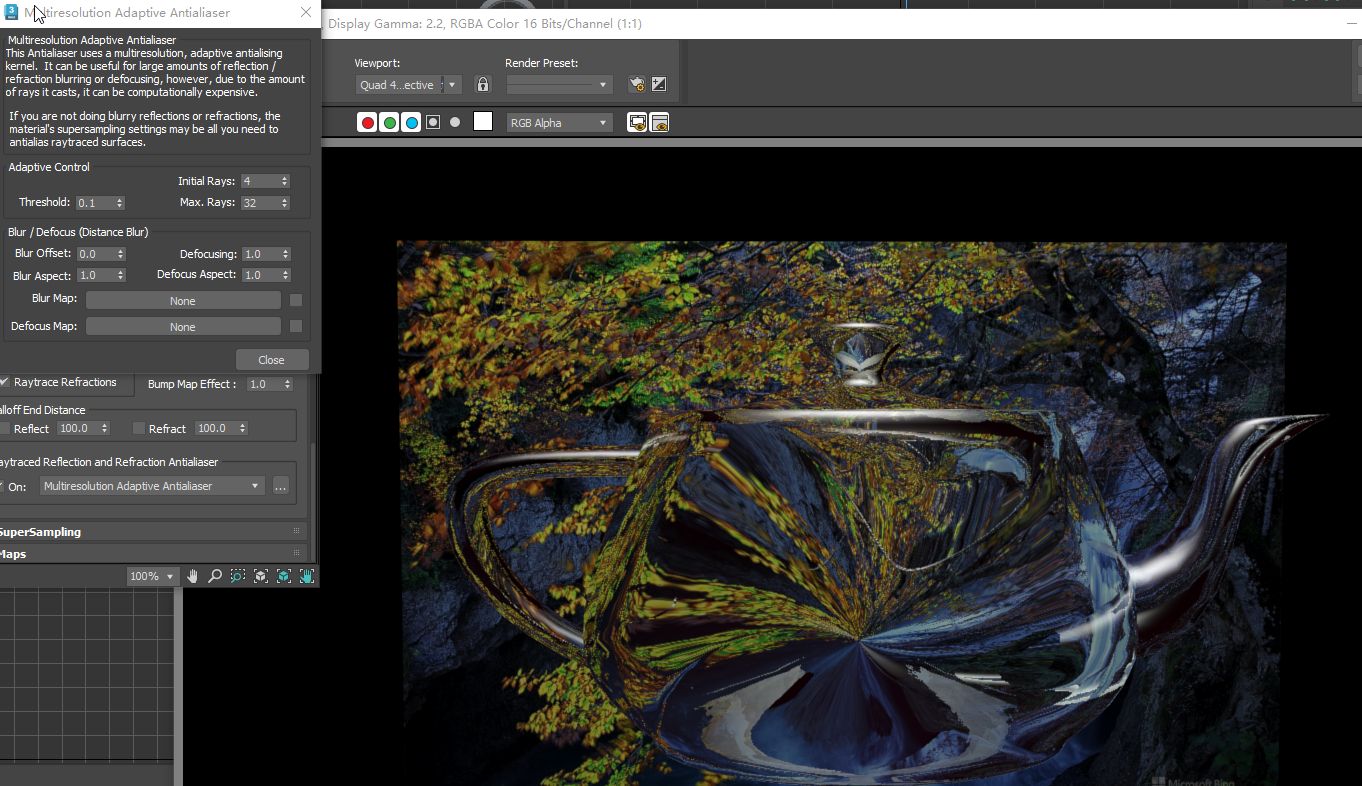 Multiresolution Adaptive Antialiaser
Display Gamma: 2.2, RGBA Color 16 Bits/Channel (1:1)
Multiresolution Adaptive Antialiaser
This Antialiaser uses a multiresolution, adaptive antialising
kernel. It can be useful for large amounts of reflection /
refraction blurring or defocusing, however, due to the amount
of rays it casts, it can be computationally expensive.
If you are not doing blurry reflections or refractions, the
material's supersampling settings may be all you need to
antialias raytraced surfaces.
Adaptive Control
Initial Rays: 4
Threshold: 0.1 Max. Rays: 32
Blur / Defocus (Distance Blur)
Blur Offset: 0.0 Defocusing: 1.0
Blur Aspect: 1.0 Defocus Aspect: 1.0
Blur Map: None
Defocus Map: None
Close
Raytrace Refractions Bump Map Effect : 1.0
alloff End Distance
Reflect 100.0 Refract 100.0
aytraced Reflection and Refraction Antialiaser
On: Multiresolution Adaptive Antialiaser ...
SuperSampling
Maps
100%
Viewport: Render Preset:
Quad 4...ective
RGB Alpha
Microsoft Bing